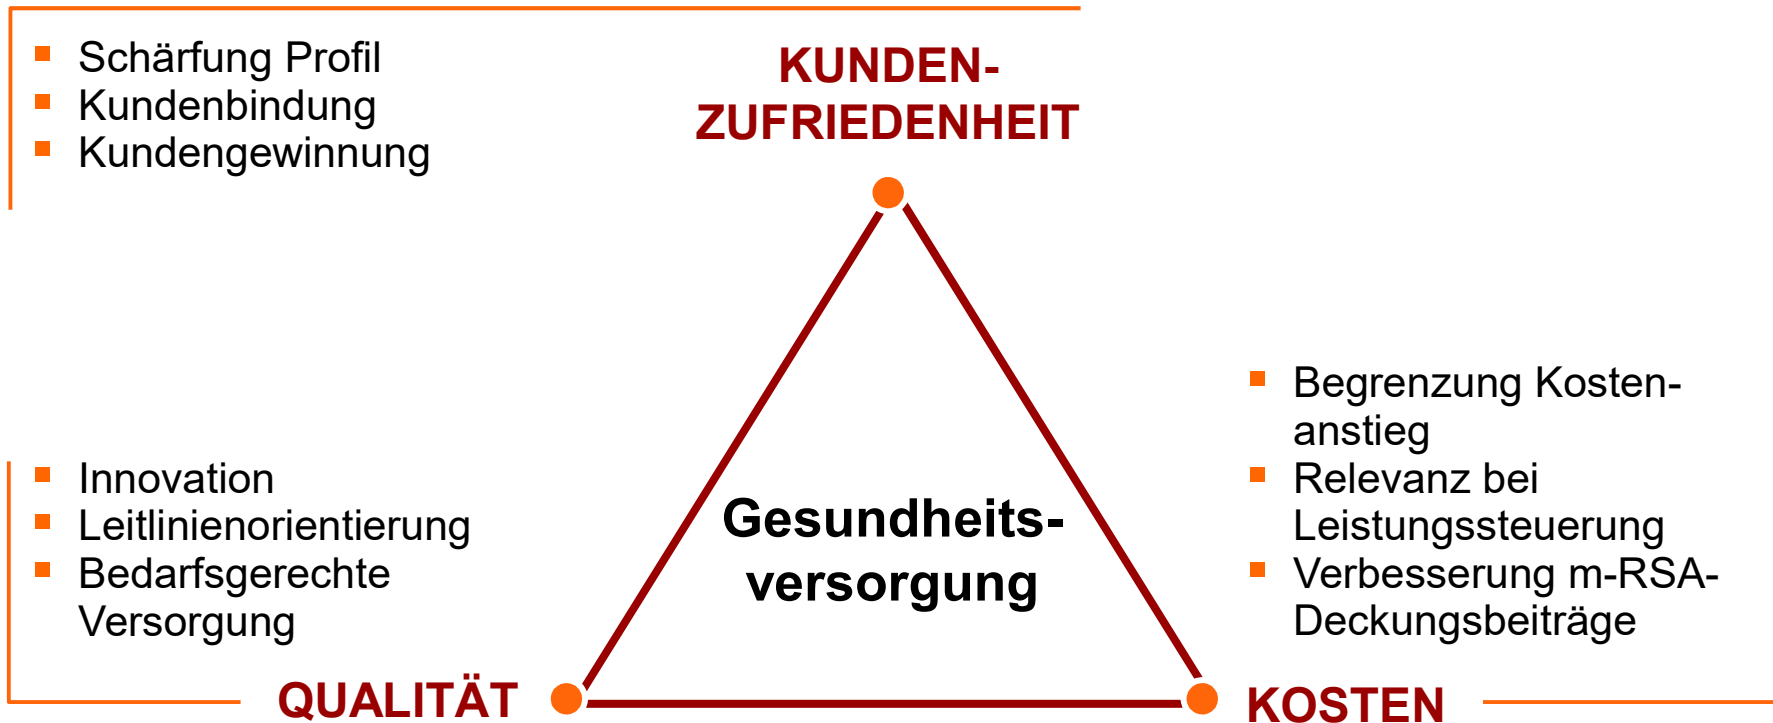 Schärfung Profil
Kundenbindung
Kundengewinnung
KUNDEN-
ZUFRIEDENHEIT
Innovation
Leitlinienorientierung
Bedarfsgerechte
Versorgung
QUALITÄT
Gesundheits-
versorgung
Begrenzung Kosten-
anstieg
Relevanz bei
Leistungssteuerung
Verbesserung m-RSA-
Deckungsbeiträge
KOSTEN